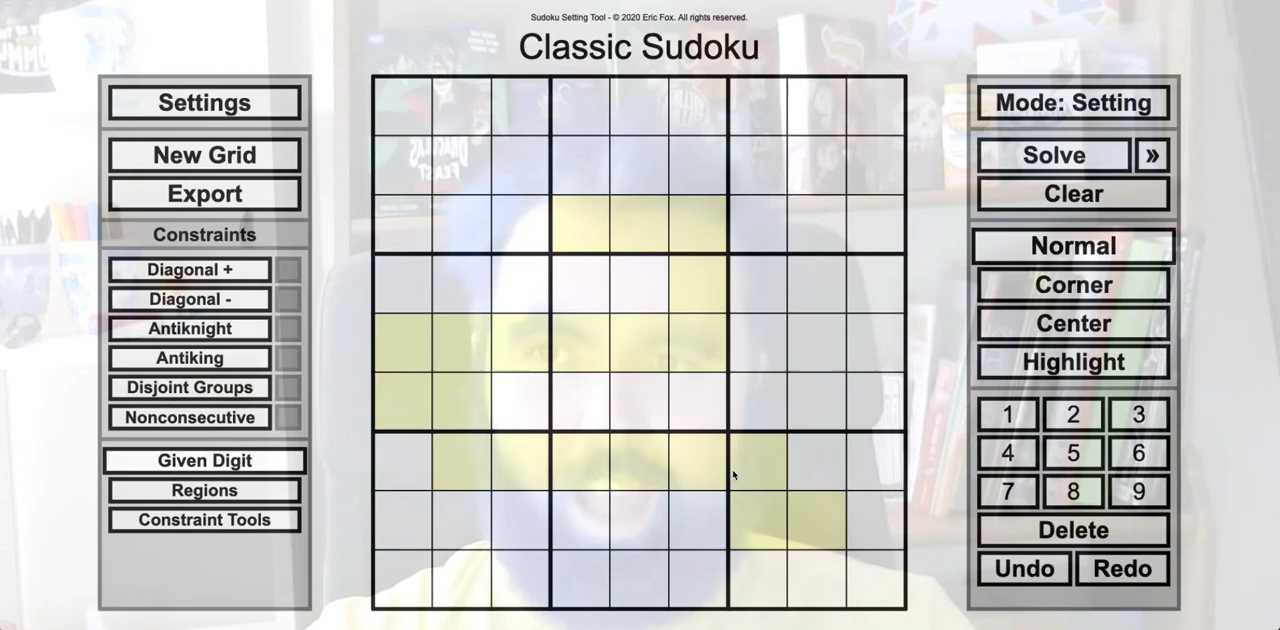 Sudoku Setting Tool - © 2020 Eric Fox. All rights reserved.
Classic Sudoku
Settings
New Grid
Export
Constraints
Diagonal +
Diagonal -
Antiknight
Antiking
Disjoint Groups
Nonconsecutive
Given Digit
Regions
Constraint Tools
DRACULA'S
FEAST
Mode: Setting
Solve »
Clear
Normal
Corner
Center
Highlight
1 2 3
4 5 6
7 8 9
Delete
Undo Redo